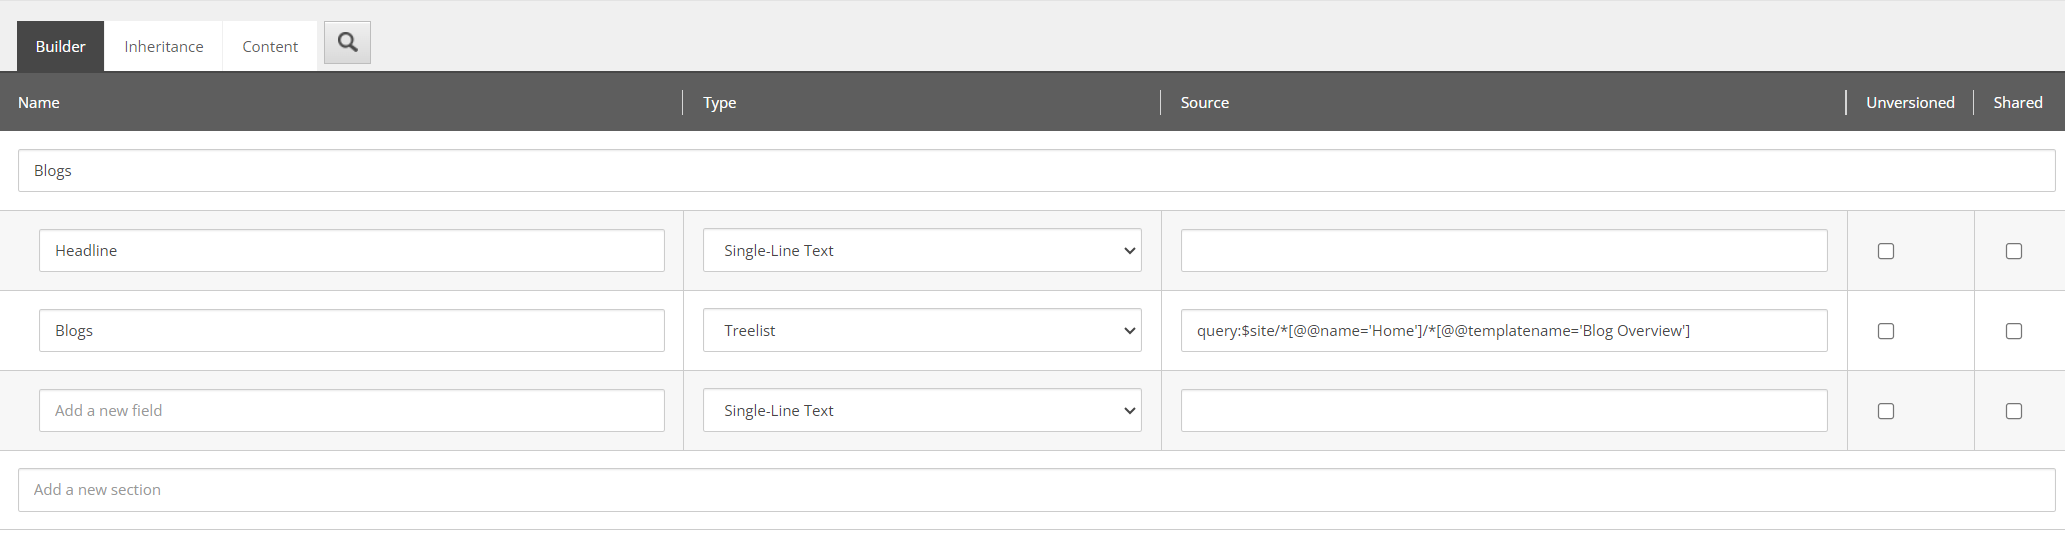 Builder Inheritance Content
Name Type Source Unversioned Shared
Blogs
Headline Single-Line Text
Blogs Treelist query:$site/*[@@name='Home']/*[@@templatename='Blog Overview']
Add a new field Single-Line Text
Add a new section